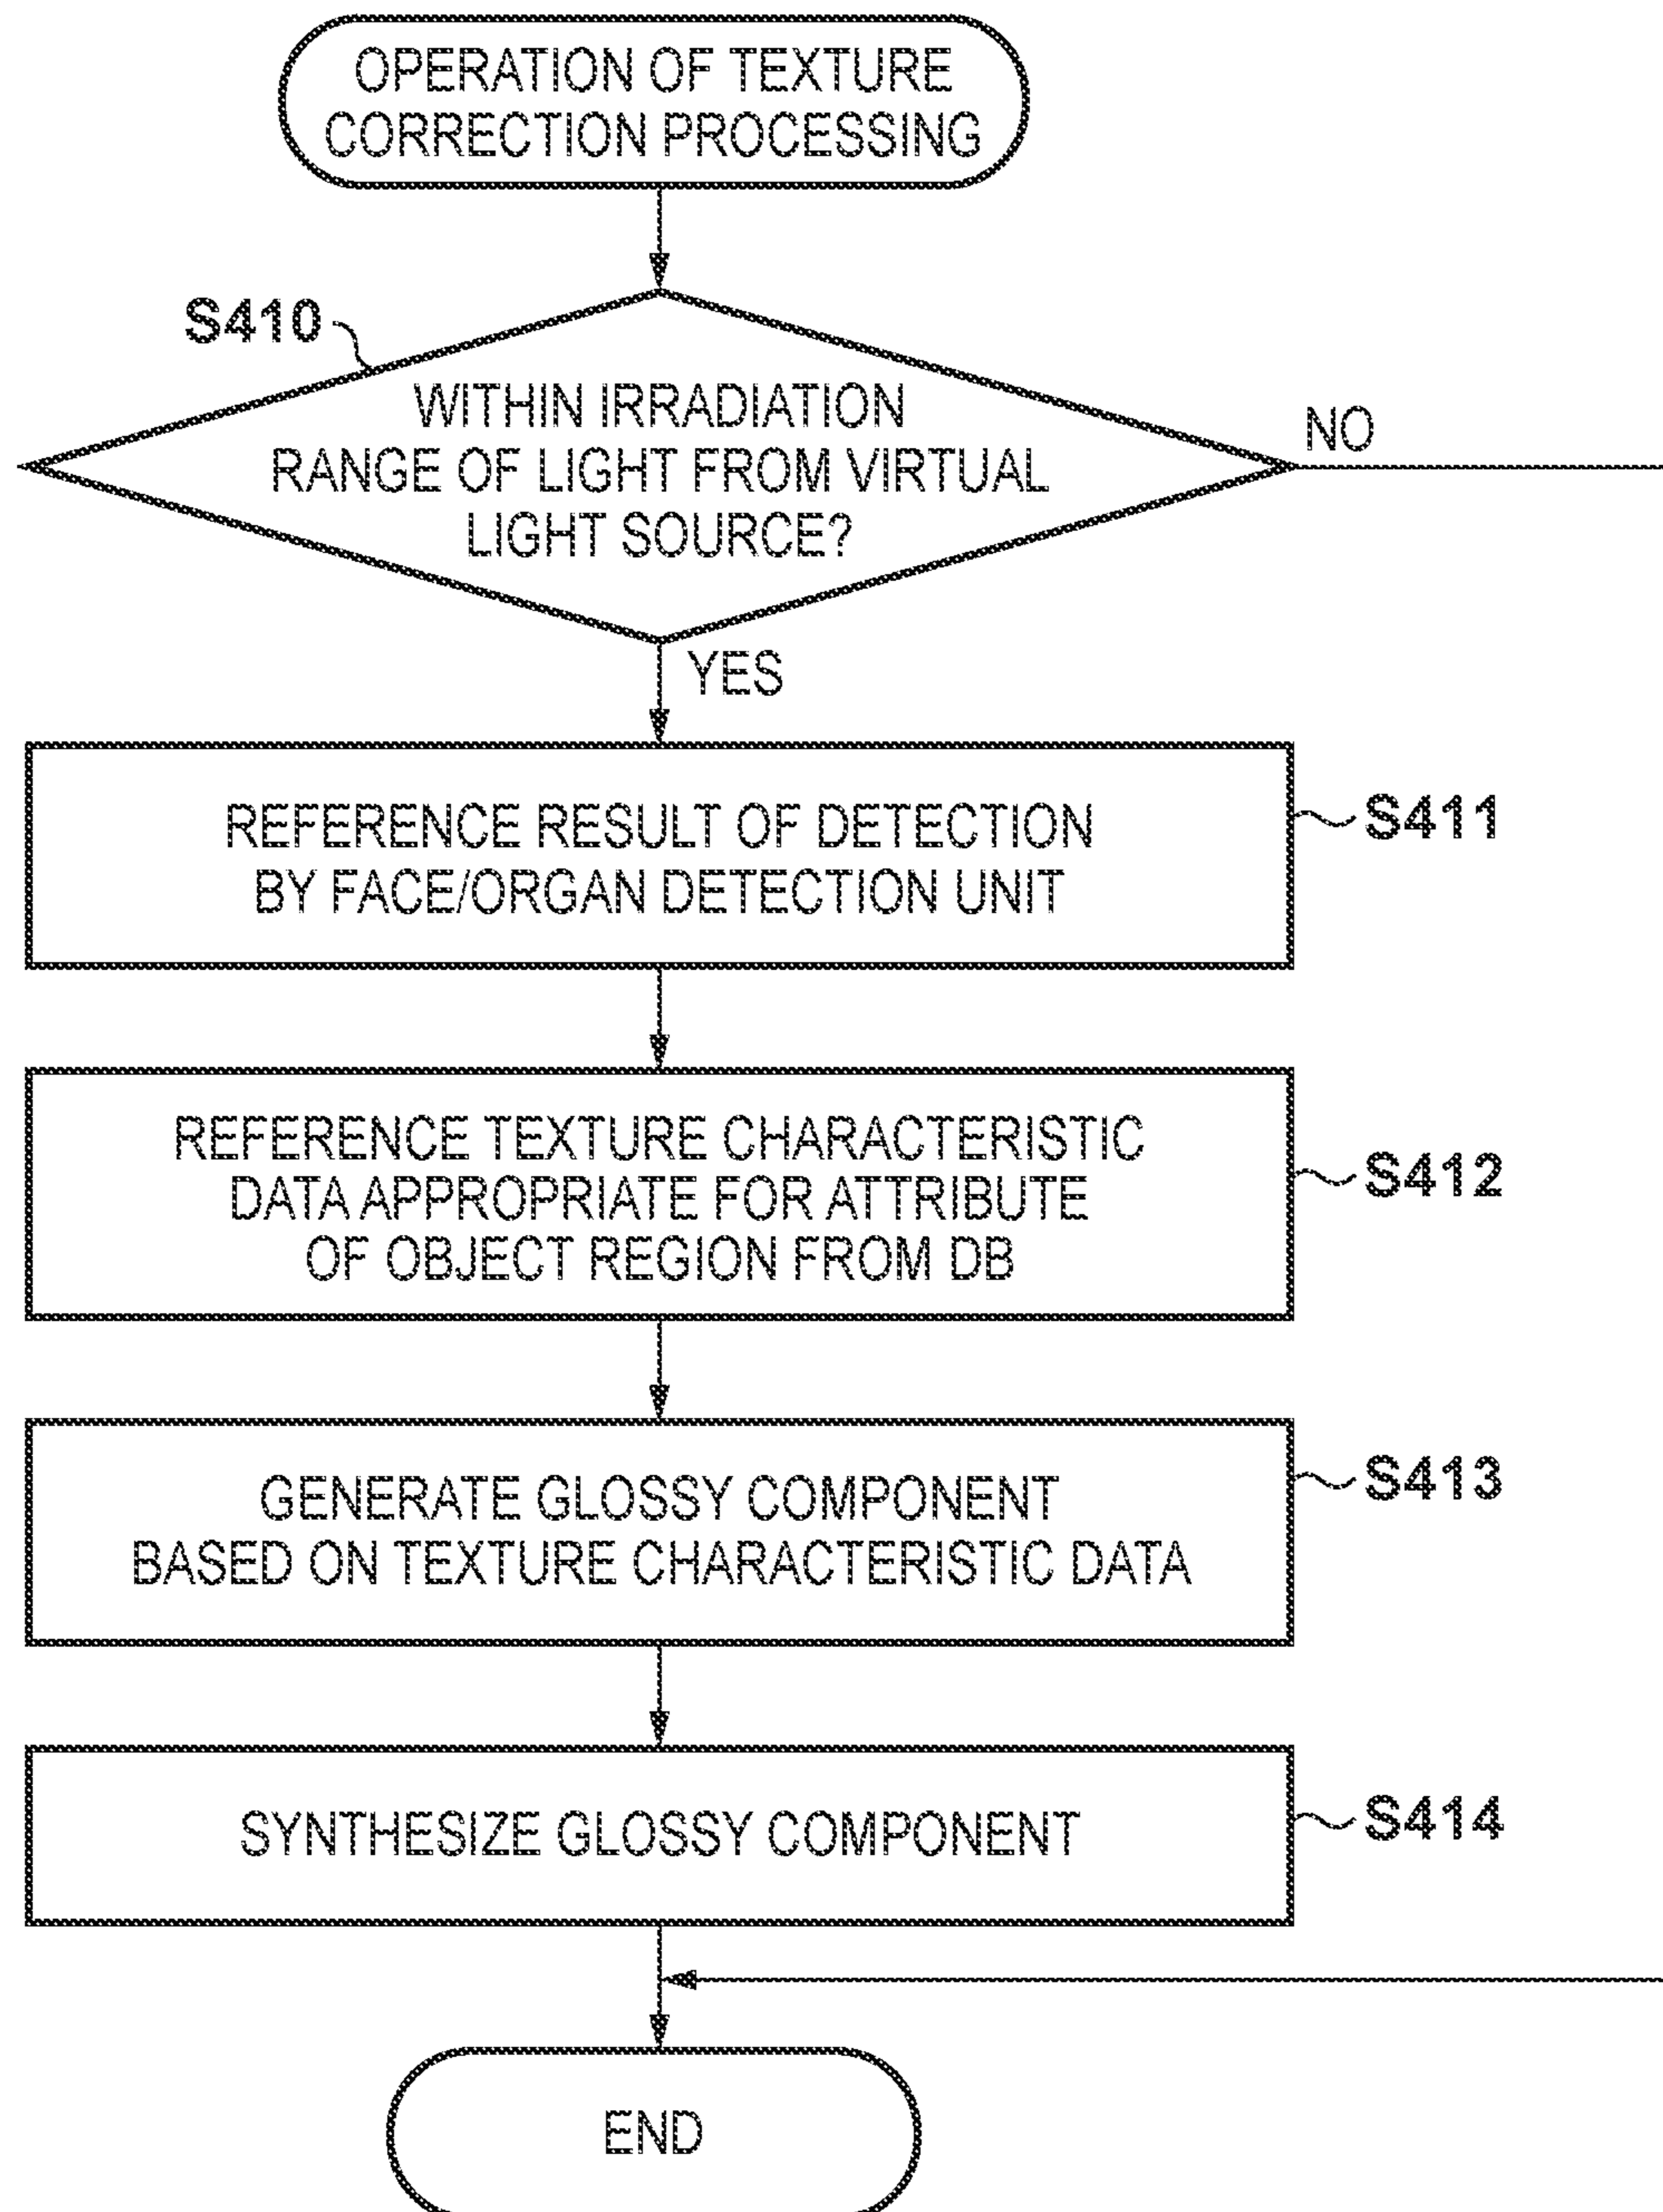 OPERATION OF TEXTURE
CORRECTION PROCESSING
S410
WITHIN IRRADIATION
RANGE OF LIGHT FROM VIRTUAL
LIGHT SOURCE?
NO
YES
REFERENCE RESULT OF DETECTION
BY FACE/ORGAN DETECTION UNIT
S411
REFERENCE TEXTURE CHARACTERISTIC
DATA APPROPRIATE FOR ATTRIBUTE
OF OBJECT REGION FROM DB
S412
GENERATE GLOSSY COMPONENT
BASED ON TEXTURE CHARACTERISTIC DATA
S413
SYNTHESIZE GLOSSY COMPONENT
S414
END